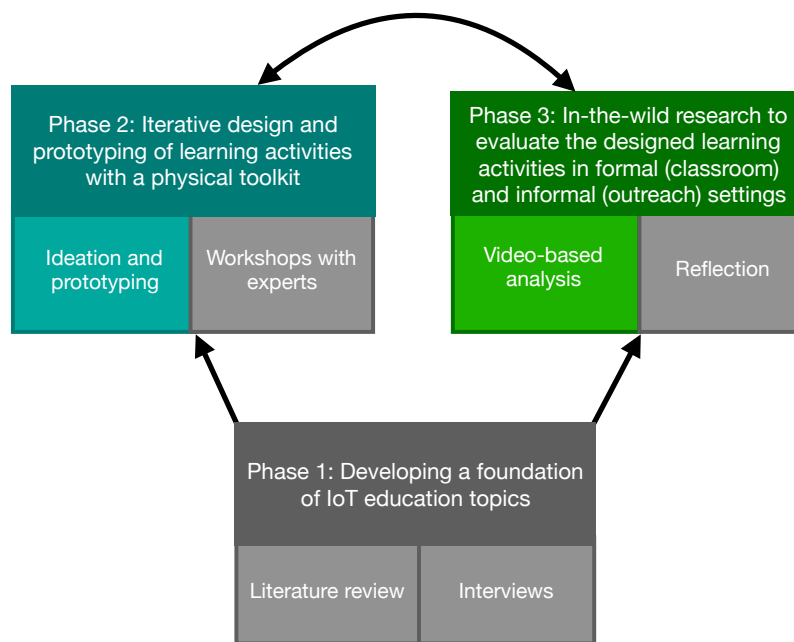 Phase 2: Iterative design and
prototyping of learning activities
with a physical toolkit
Ideation and
prototyping
Workshops with
experts
Phase 3: In-the-wild research to
evaluate the designed learning
activities in formal (classroom)
and informal (outreach) settings
Video-based
analysis
Reflection
Phase 1: Developing a foundation
of IoT education topics
Literature review
Interviews